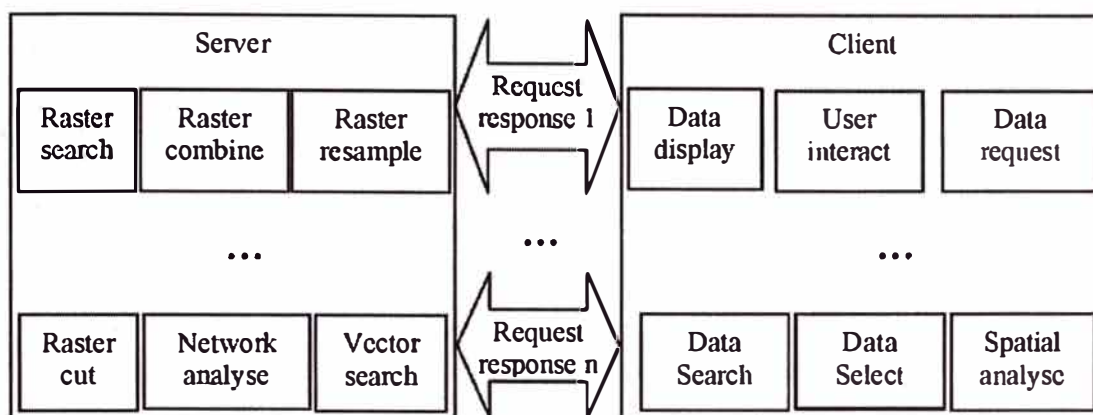 Server
Client
Request
response 1
Raster
search
Raster
combine
Raster
resample
Data
display
User
interact
Data
request
...
...
...
Raster
cut
Network
analyse
Vector
search
Request
response n
Data
Search
Data
Select
Spatial
analyse